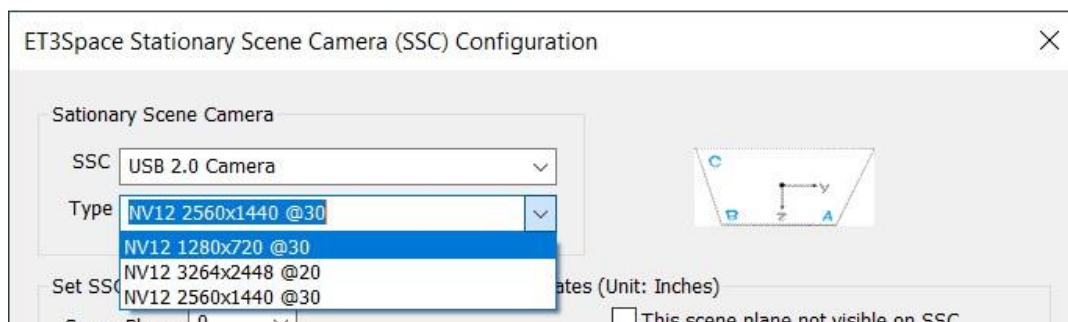 ET3Space Stationary Scene Camera (SSC) Configuration
Sationary Scene Camera
SSC USB 2.0 Camera
C
Y
Type NV12 2560x1440 @30
B Z A
NV12 1280x720 @30
NV12 3264x2448 @20
Set SSC ates (Unit: Inches)
NV12 2560x1440 @30
0 This scene plane not visible on SSC